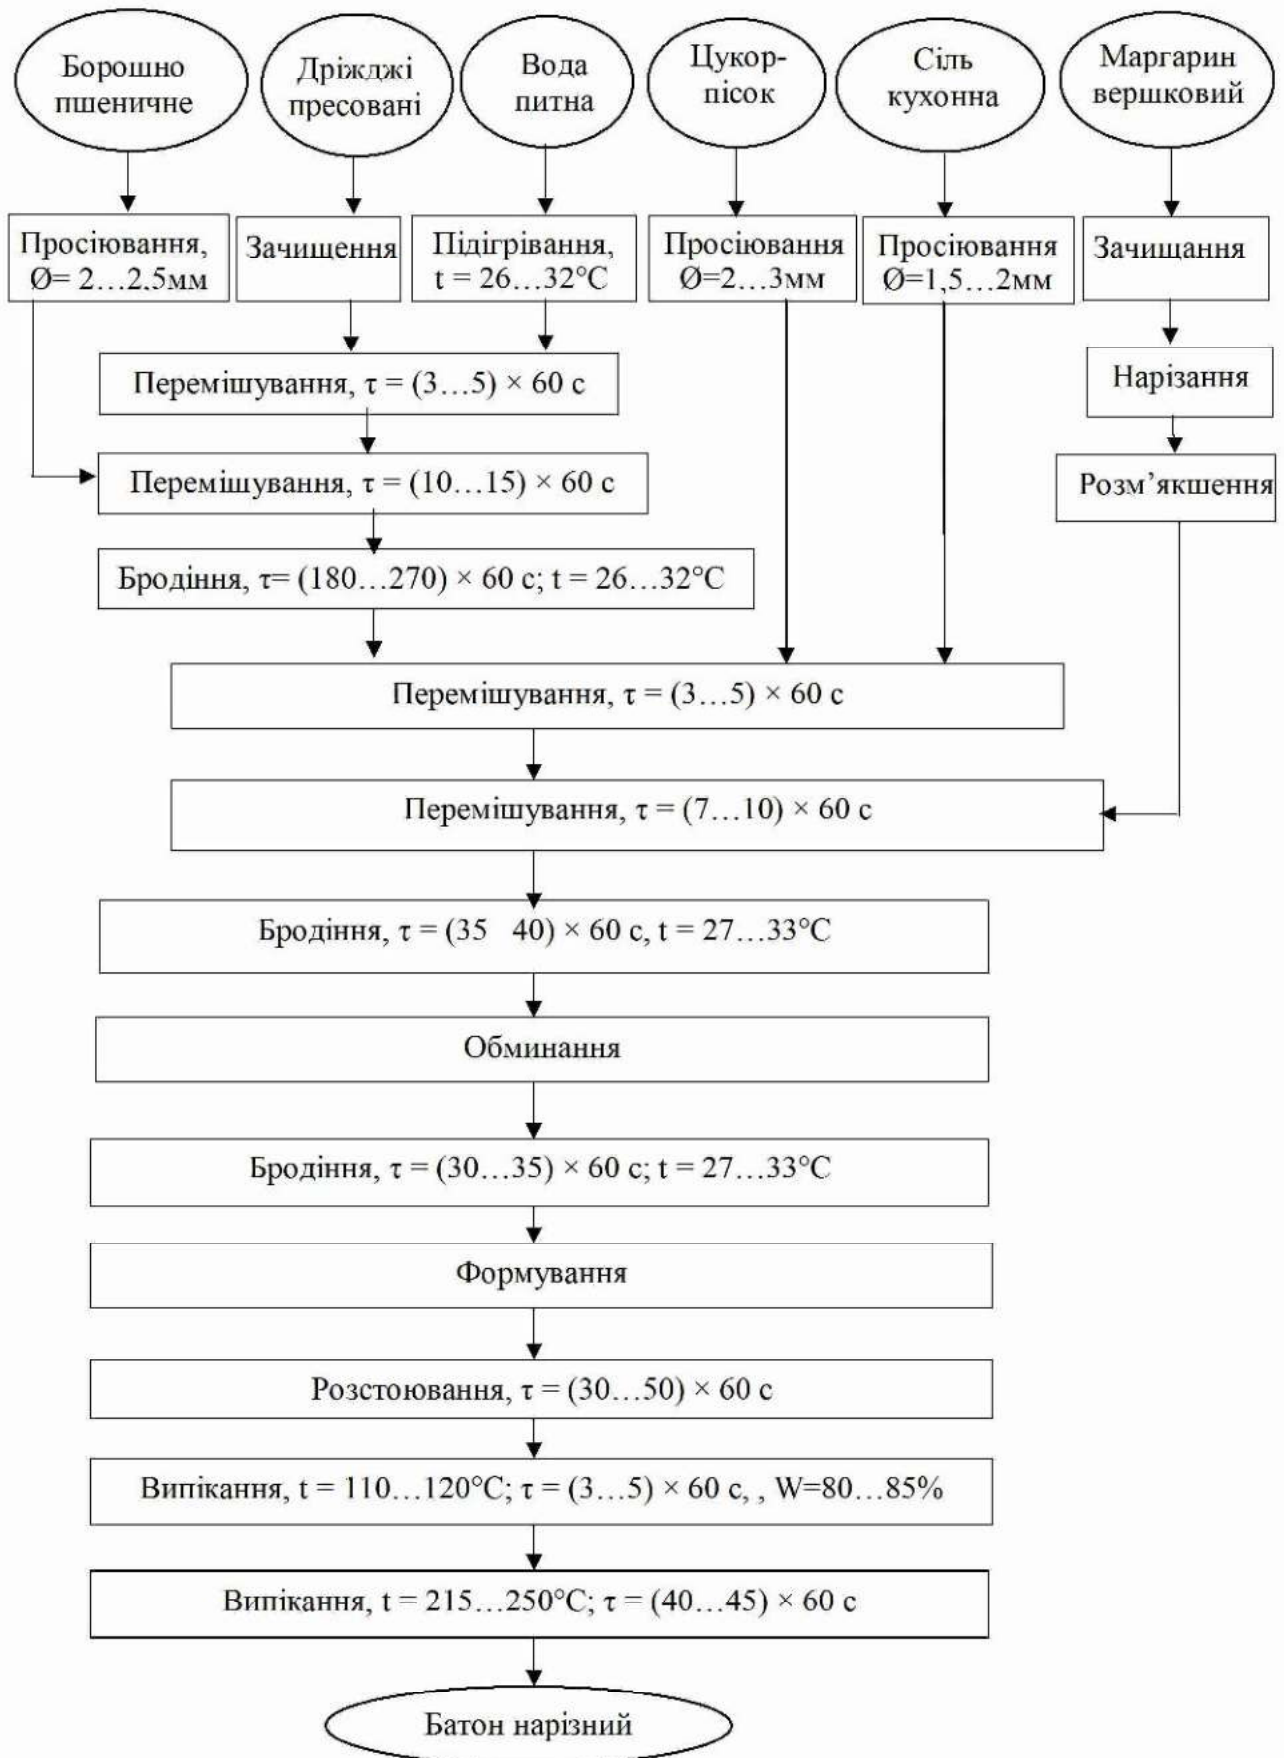 Борошно
пшеничне
Дріжджі
пресовані
Вода
питна
Цукор-
пісок
Сіль
кухонна
Маргарин
вершковий
Просіювання,
Ø= 2…2,5мм
Зачищення
Підігрівання,
t = 26…32°С
Просіювання
Ø=2…3мм
Просіювання
Ø=1,5…2мм
Зачищання
Перемішування, τ = (3…5) × 60 с
Нарізання
Перемішування, τ = (10…15) × 60 с
Розм’якшення
Бродіння, τ= (180…270) × 60 с; t = 26…32°С
Перемішування, τ = (3…5) × 60 с
Перемішування, τ = (7…10) × 60 с
Бродіння, τ = (35 40) × 60 с, t = 27…33°С
Обминання
Бродіння, τ = (30…35) × 60 с; t = 27…33°С
Формування
Розстоювання, τ = (30…50) × 60 с
Випікання, t = 110…120°С; τ = (3…5) × 60 с, , W=80…85%
Випікання, t = 215…250°С; τ = (40…45) × 60 с
Батон нарізний